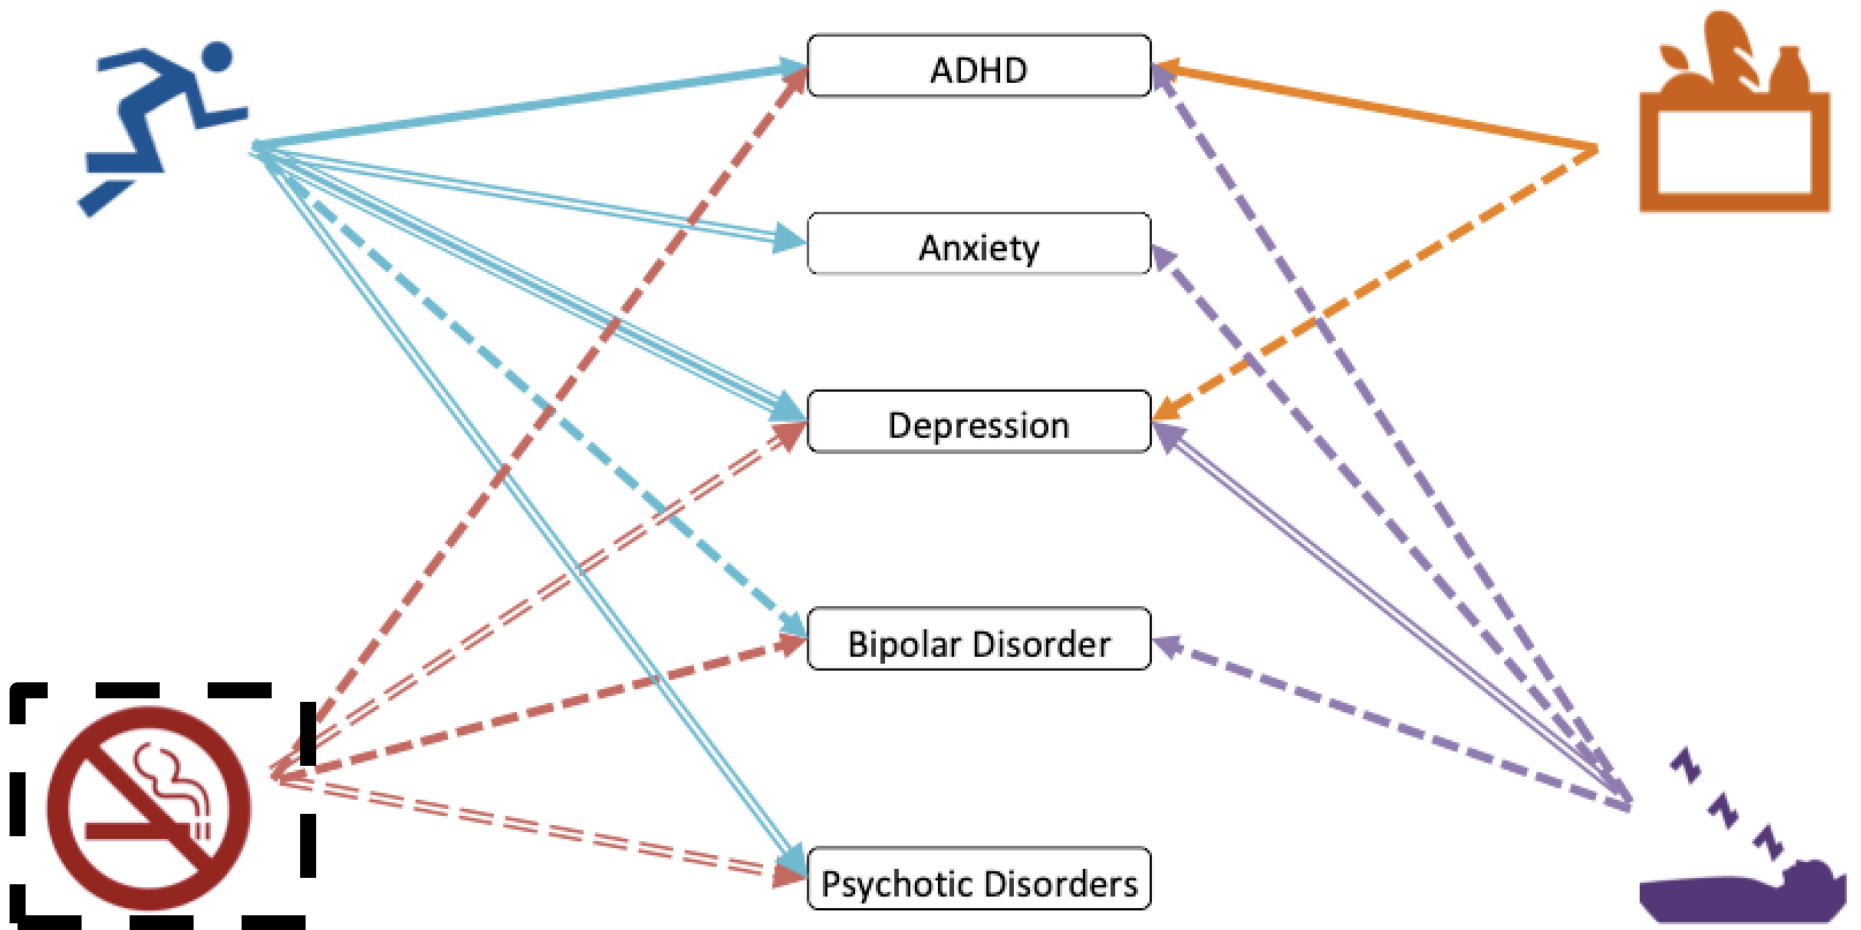 ADHD
Anxiety
Depression
Bipolar Disorder
Psychotic Disorders